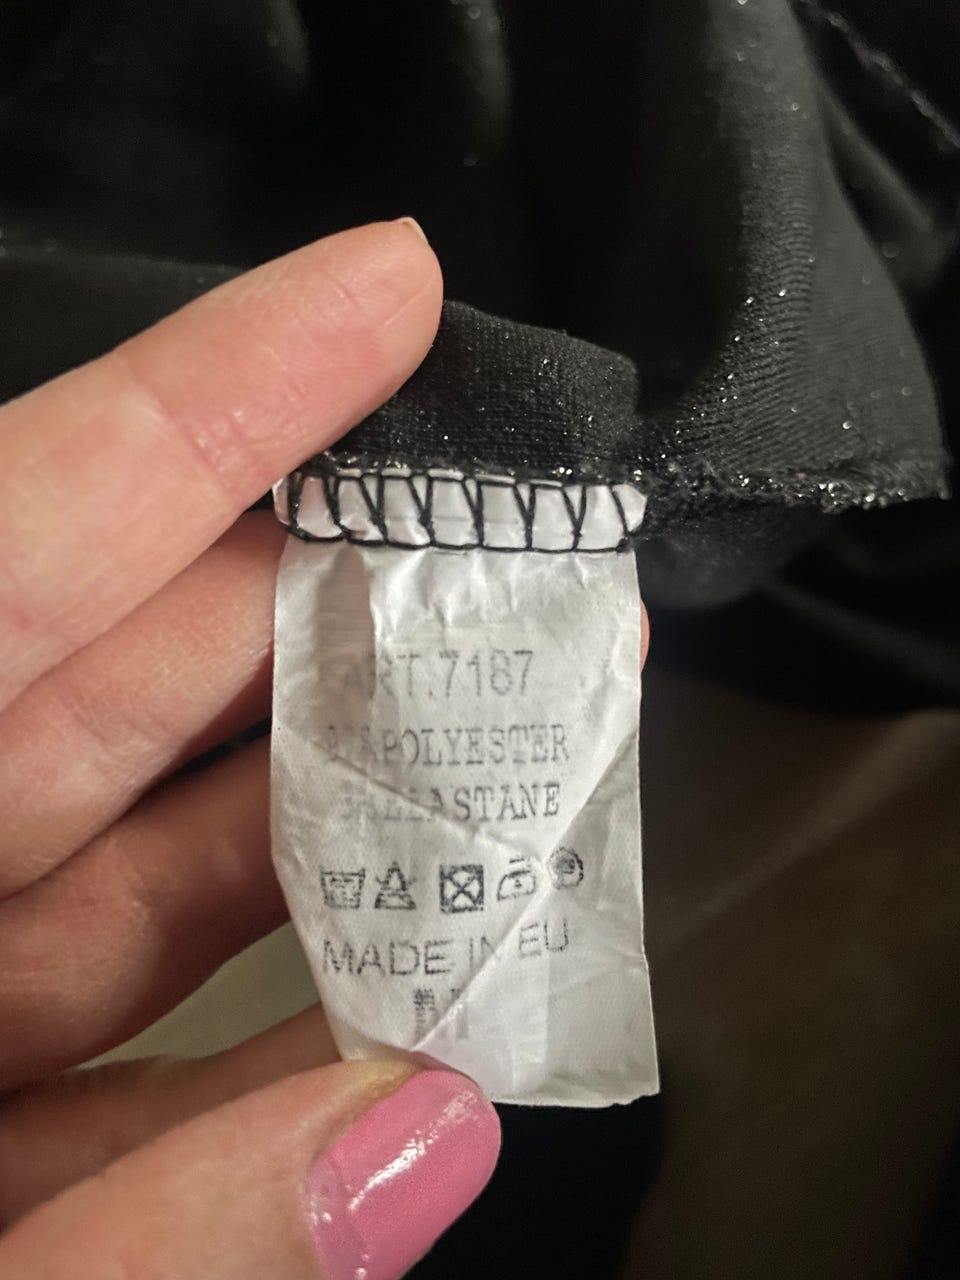 ART.7187
POLYESTER
ELASTANE
MADE IN EU